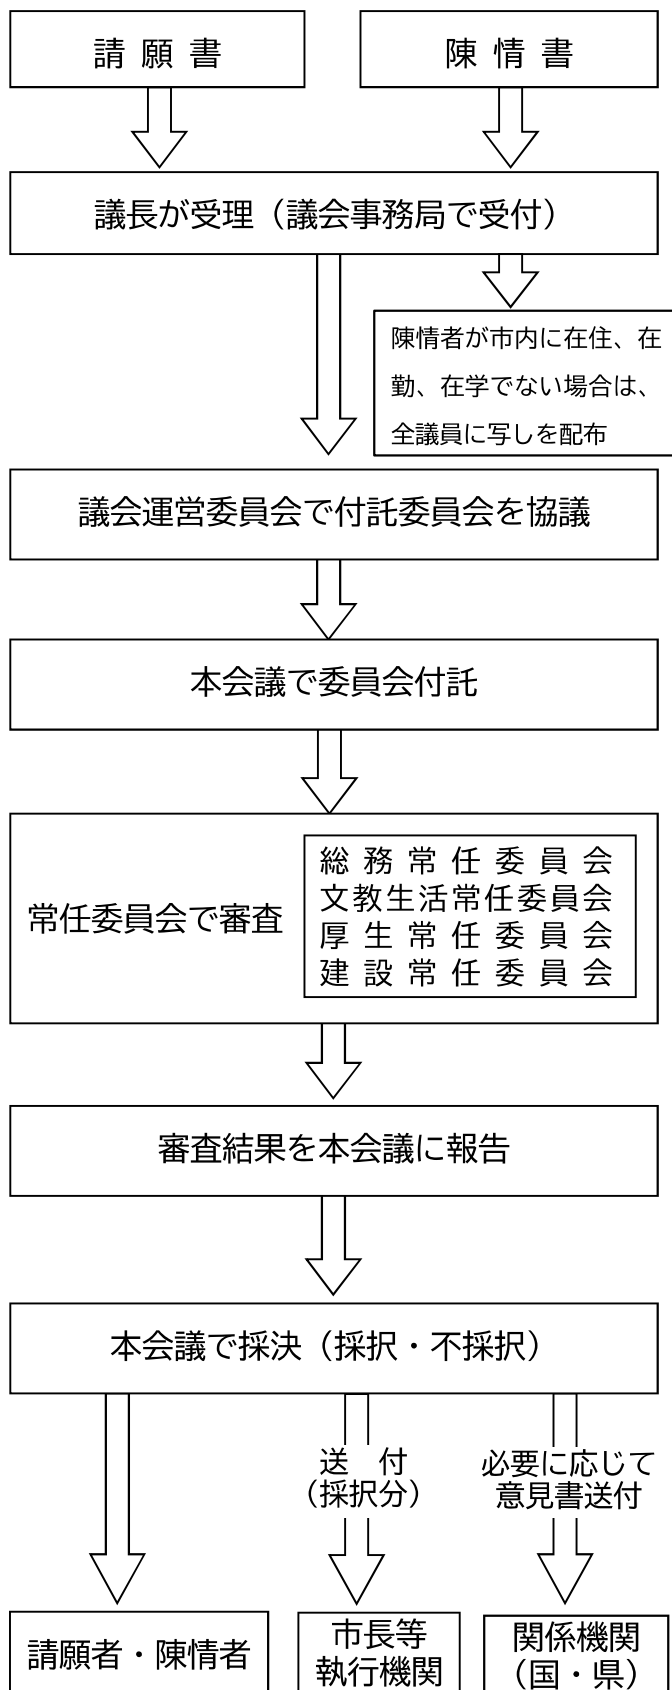 請願書
陳情書
議長が受理（議会事務局で受付）
陳情者が市内に在住、在
勤、在学でない場合は、
全議員に写しを配布
議会運営委員会で付託委員会を協議
本会議で委員会付託
常任委員会で審査
総務常任委員会
文教生活常任委員会
厚生常任委員会
建設常任委員会
審査結果を本会議に報告
本会議で採決（採択・不採択）
送　付
（採択分）
必要に応じて
意見書送付
請願者・陳情者
市長等
執行機関
関係機関
（国・県）